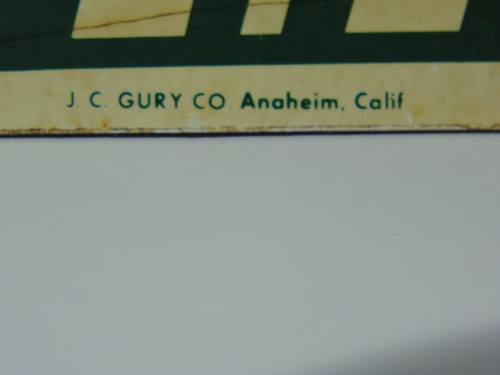 J. C. GURY CO. Anaheim, Calif